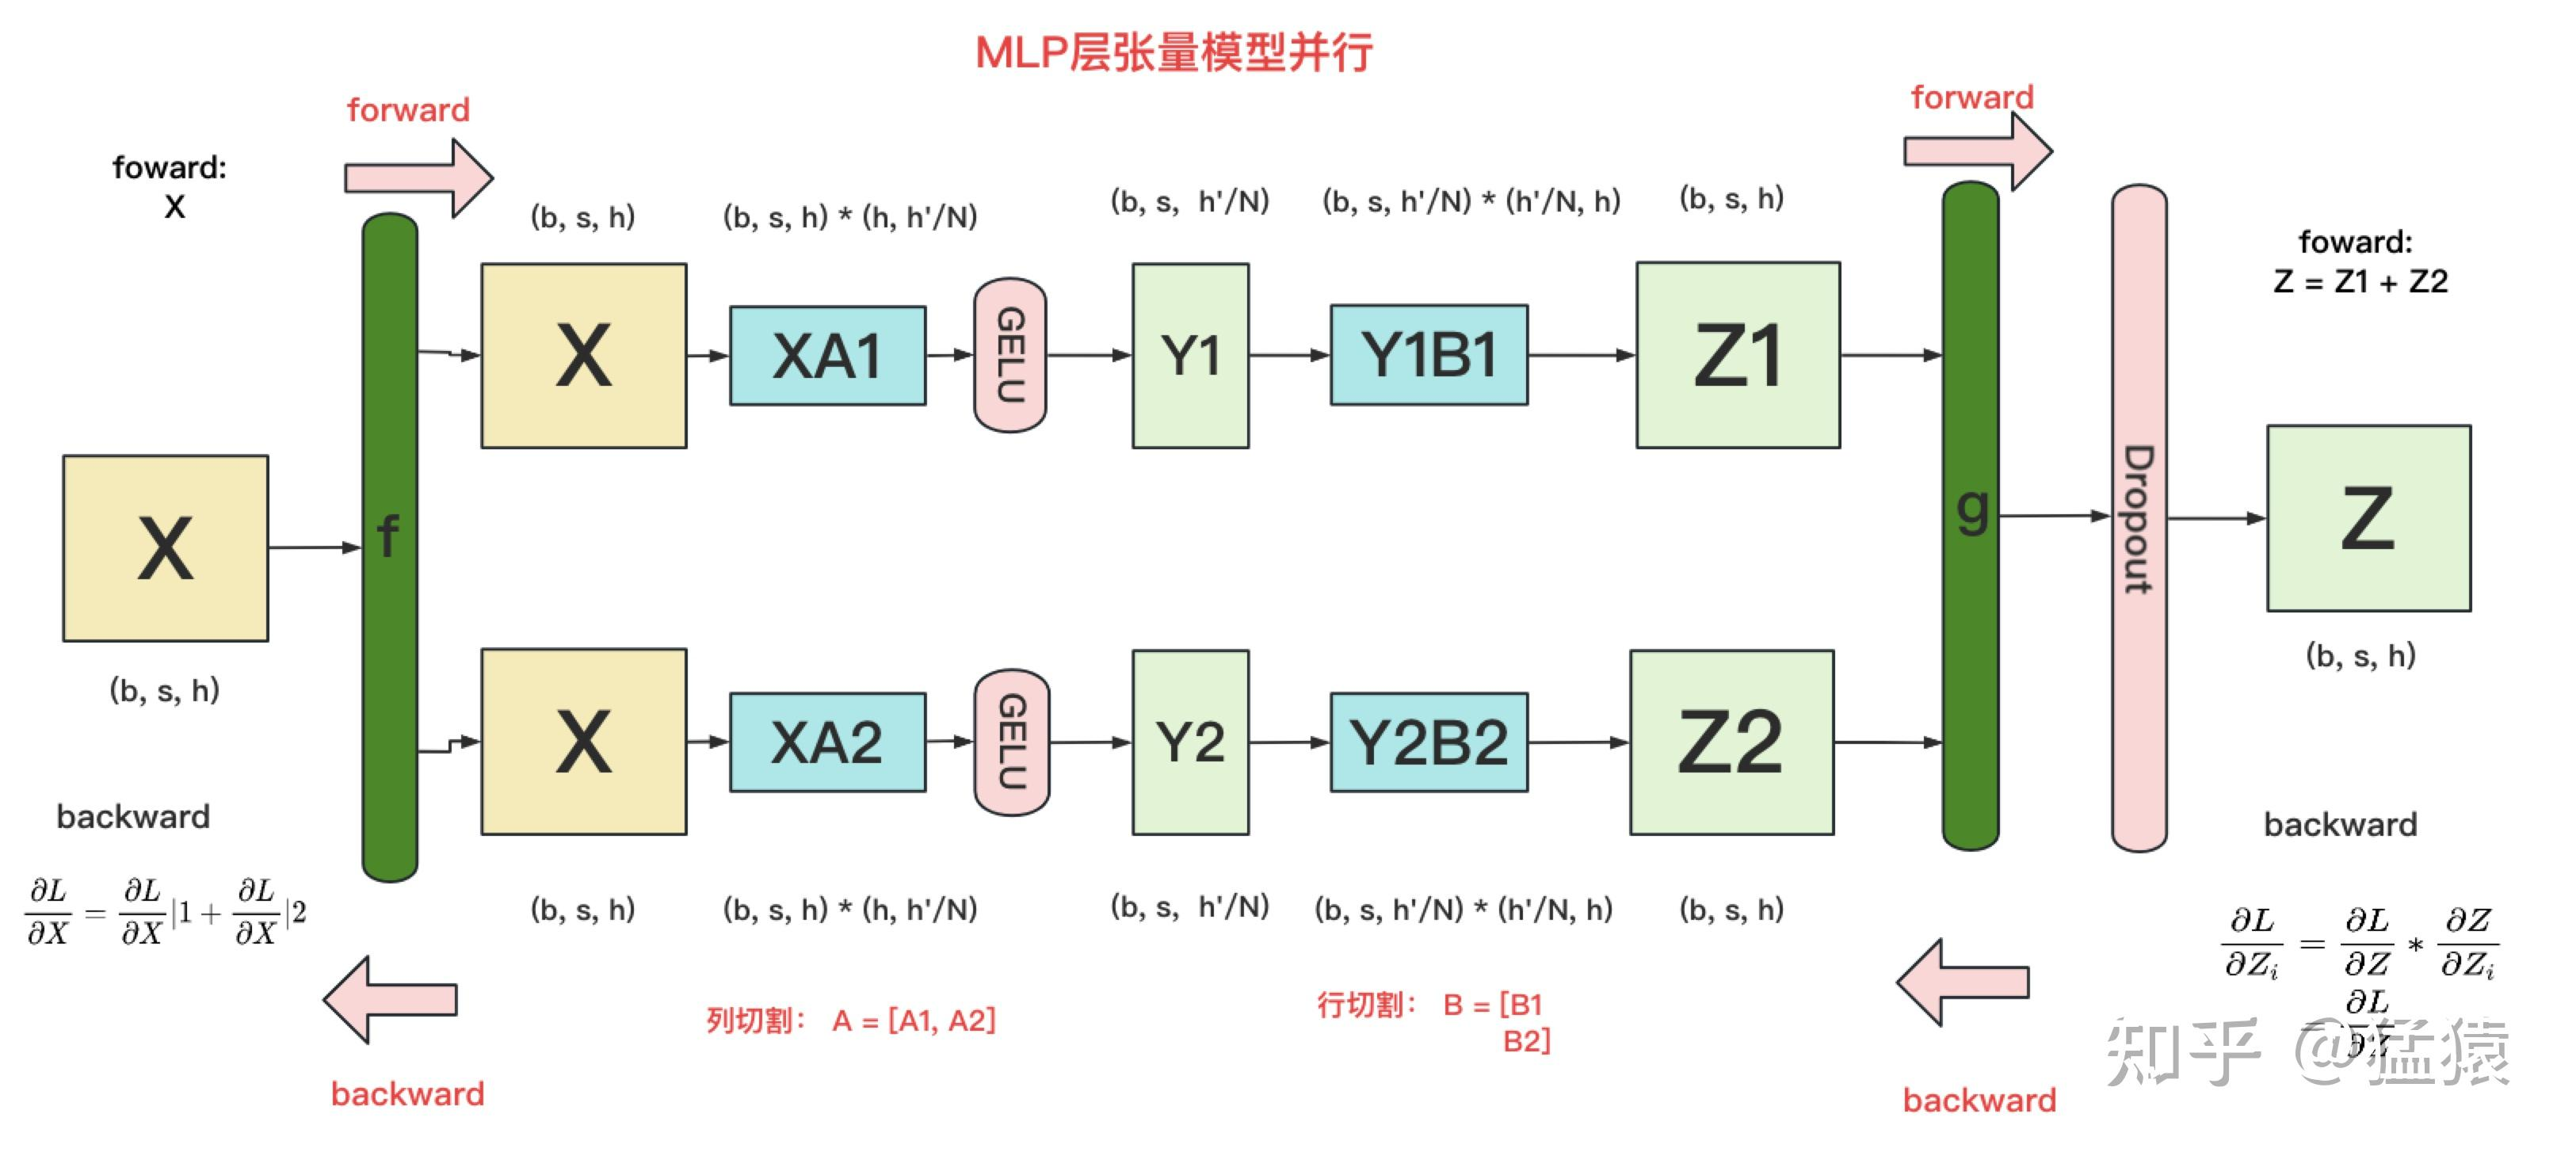 MLP层张量模型并行
forward
forward
foward:
X
foward:
Z = Z1 + Z2
(b, s, h)
(b, s, h) * (h, h'/N)
(b, s, h'/N)
(b, s, h'/N) * (h'/N, h)
(b, s, h)
X
XA1
GELU
Y1
Y1B1
Z1
X
f
g
Dropout
Z
(b, s, h)
(b, s, h)
X
XA2
GELU
Y2
Y2B2
Z2
backward
backward
∂L/∂X = ∂L/∂X|1 + ∂L/∂X|2
(b, s, h)
(b, s, h) * (h, h'/N)
(b, s, h'/N)
(b, s, h'/N) * (h'/N, h)
(b, s, h)
∂L/∂Zi = ∂L/∂Z * ∂Z/∂Zi
= ∂L/∂Z
列切割： A = [A1, A2]
行切割： B = [B1
B2]
backward
backward
知乎 @猛猿